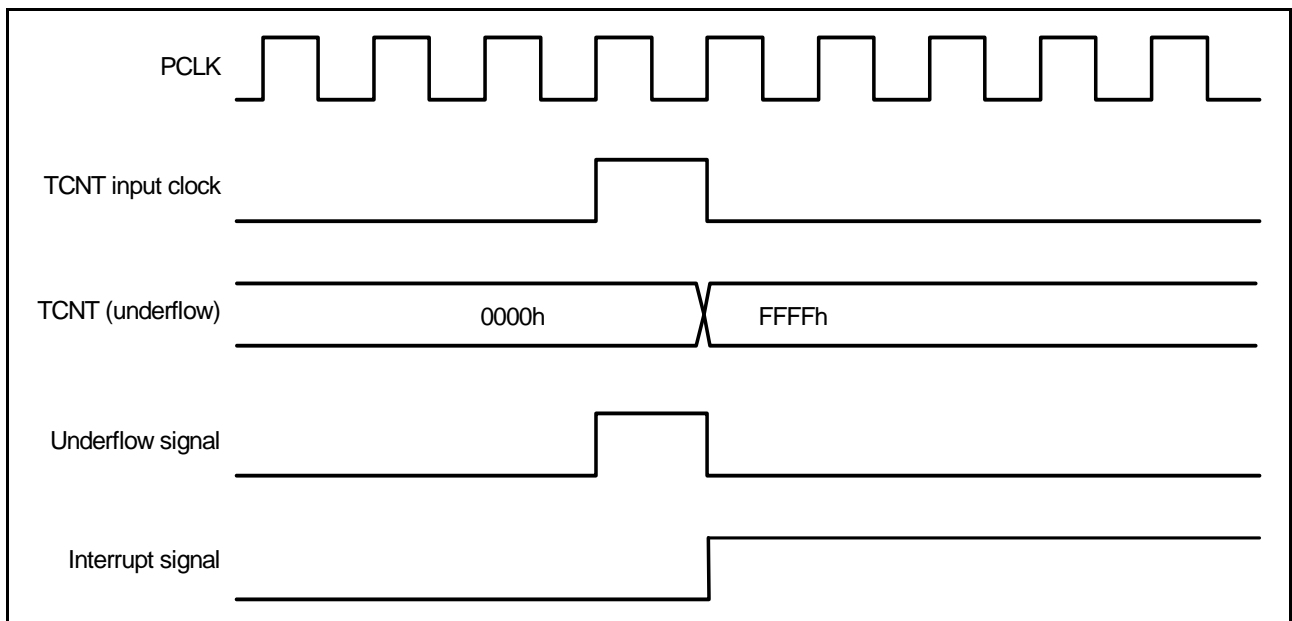 PCLK
TCNT input clock
TCNT (underflow)
0000h
FFFFh
Underflow signal
Interrupt signal